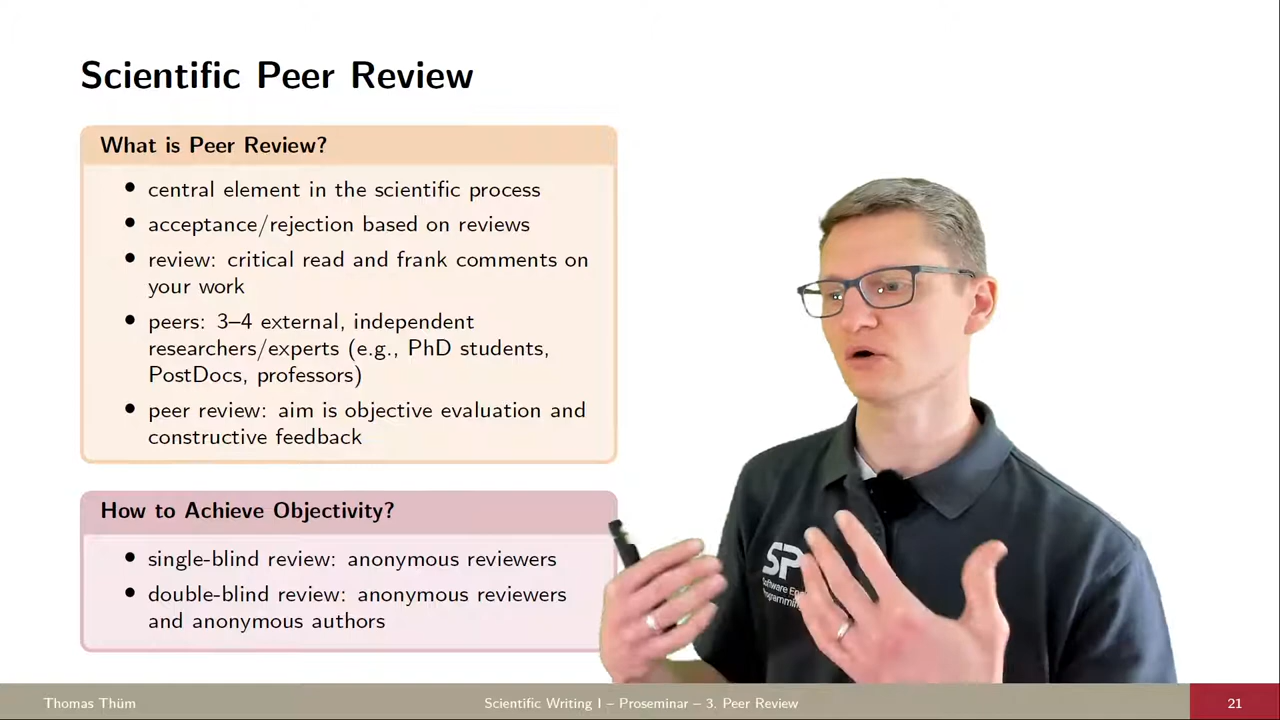 Scientific Peer Review
What is Peer Review?
• central element in the scientific process
• acceptance/rejection based on reviews
• review: critical read and frank comments on
your work
• peers: 3–4 external, independent
researchers/experts (e.g., PhD students,
PostDocs, professors)
• peer review: aim is objective evaluation and
constructive feedback
How to Achieve Objectivity?
• single-blind review: anonymous reviewers
• double-blind review: anonymous reviewers
and anonymous authors
SP
Software
Programming
Thomas Thüm
Scientific Writing I – Proseminar – 3. Peer Review
21